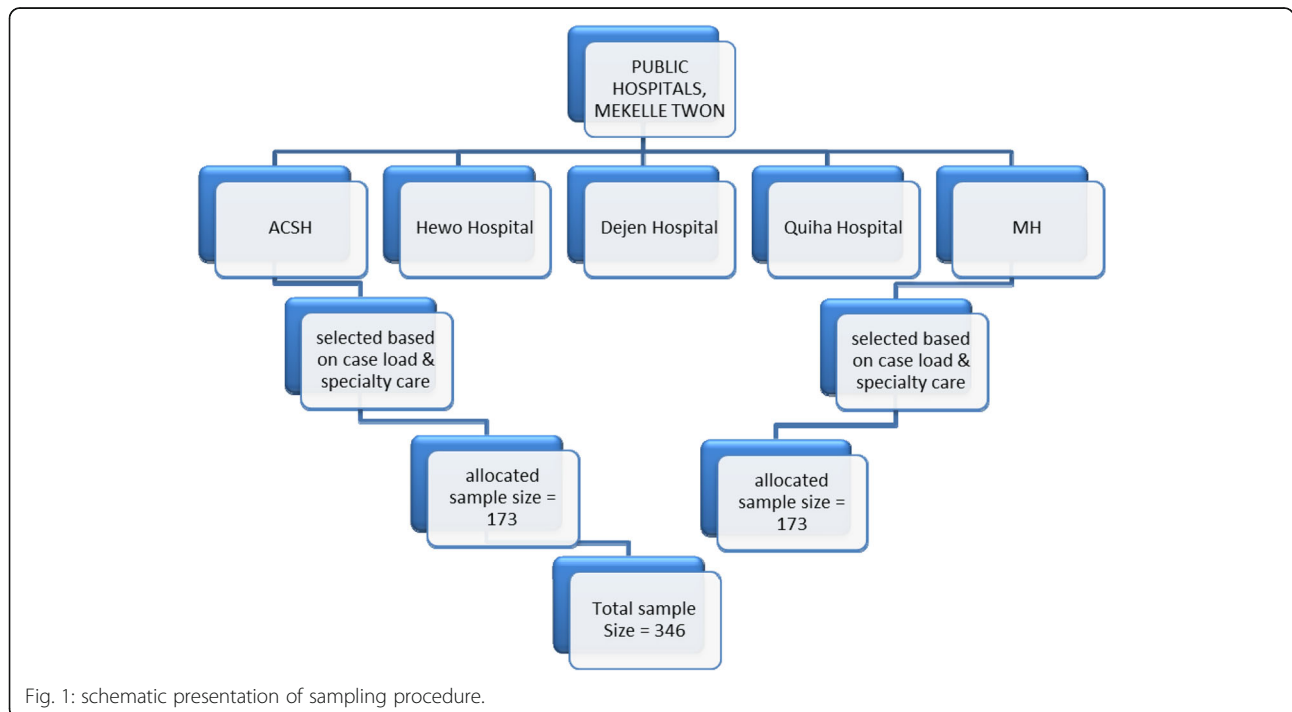 PUBLIC
HOSPITALS,
MEKELLE TWON
ACSH
Hewo Hospital
Dejen Hospital
Quiha Hospital
MH
selected based
on case load &
specialty care
selected based
on case load &
specialty care
allocated
sample size =
173
allocated
sample size =
173
Total sample
Size = 346
Fig. 1: schematic presentation of sampling procedure.